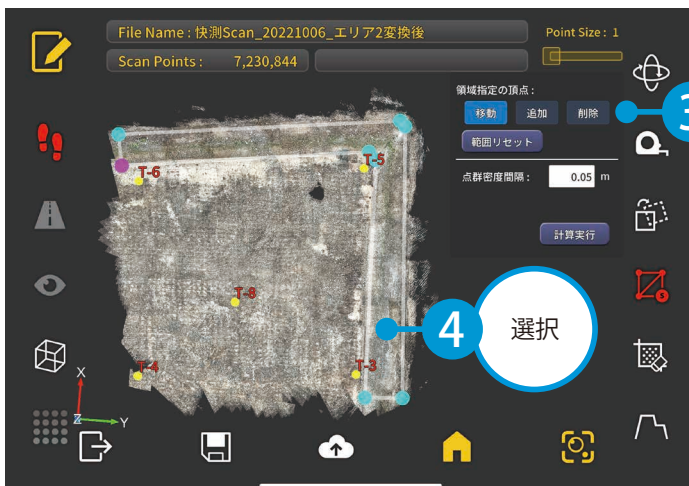 File Name : 快測Scan_20221006_エリア2変換後
Point Size : 1
Scan Points : 7,230,844
領域指定の頂点 :
移動 追加 削除
3
範囲リセット
点群密度間隔 : 0.05 m
計算実行
T-6
T-5
T-8
T-4
T-3
4 選択
S
X
Z
Y